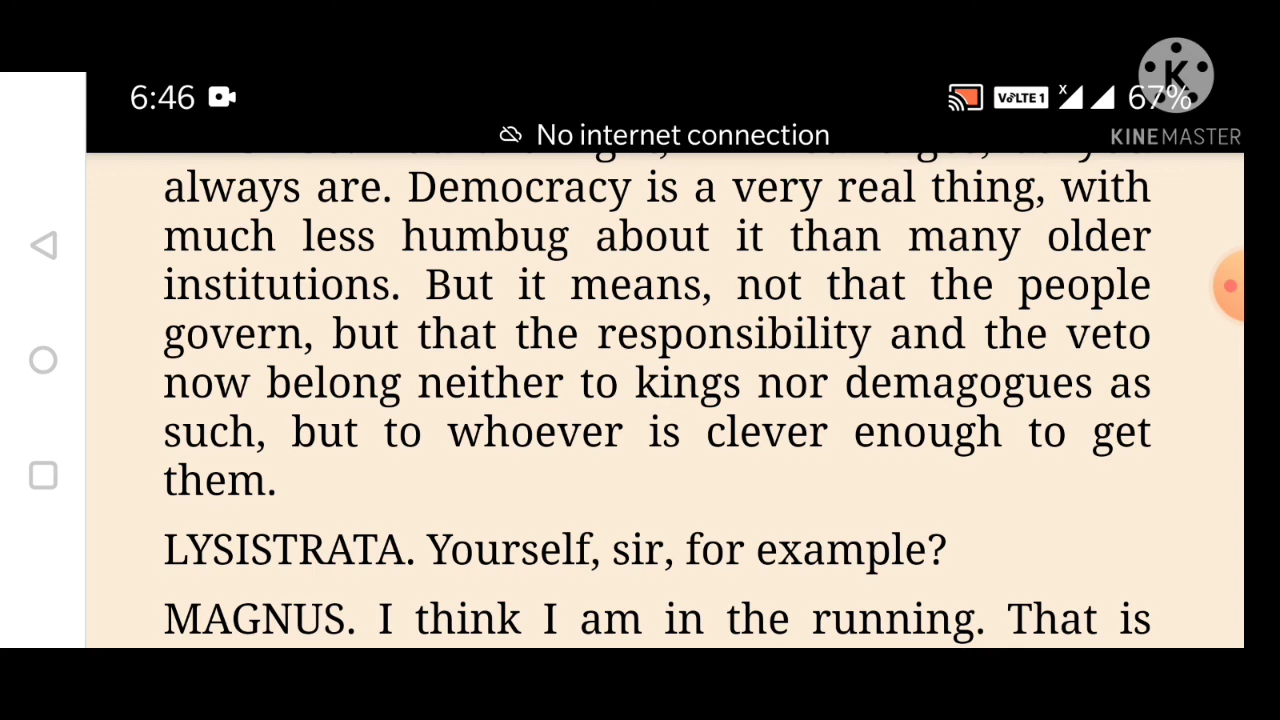 6:46
VoLTE 1
X
67%
K
No internet connection
KINEMASTER
always are. Democracy is a very real thing, with
much less humbug about it than many older
institutions. But it means, not that the people
govern, but that the responsibility and the veto
now belong neither to kings nor demagogues as
such, but to whoever is clever enough to get
them.
LYSISTRATA. Yourself, sir, for example?
MAGNUS. I think I am in the running. That is